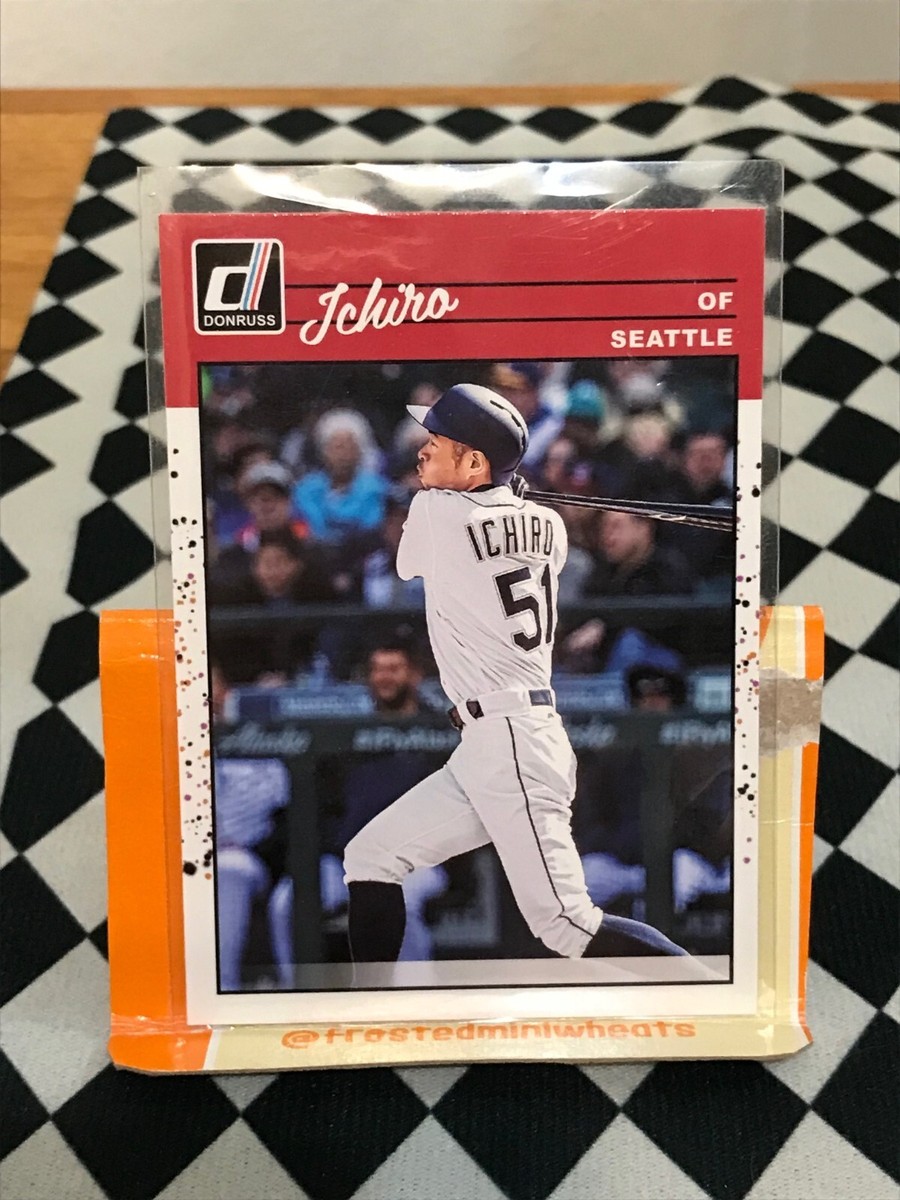 Ichiro
OF
DONRUSS
SEATTLE
ICHIRO
51
@frostedminiwheats